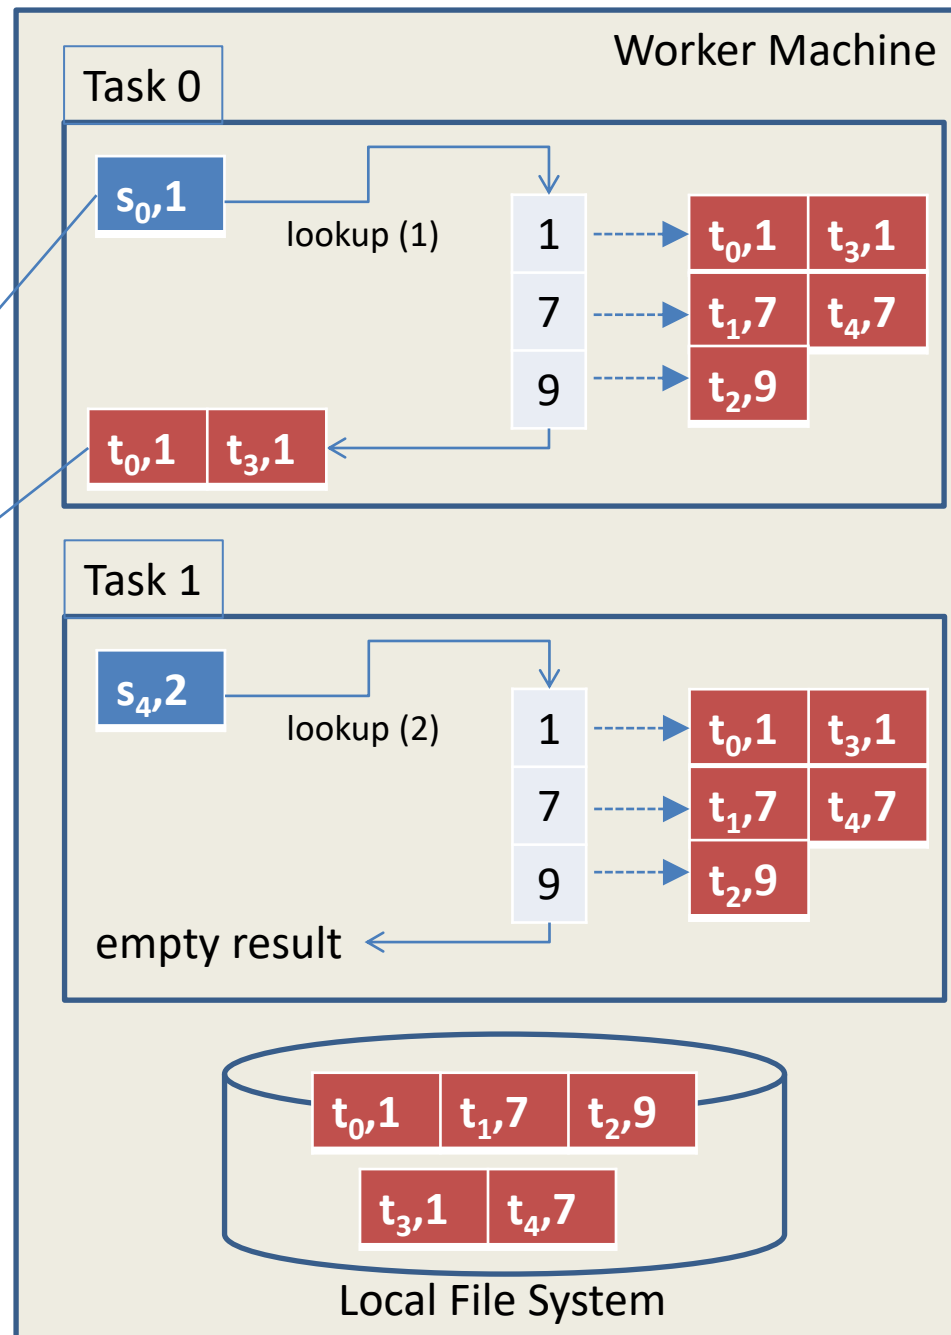 Worker Machine
Task 0
s₀,1
lookup (1)
1
t₀,1 t₃,1
7
t₁,7 t₄,7
9
t₂,9
t₀,1 t₃,1
Task 1
s₄,2
lookup (2)
1
t₀,1 t₃,1
7
t₁,7 t₄,7
9
t₂,9
empty result
t₀,1 t₁,7 t₂,9
t₃,1 t₄,7
Local File System